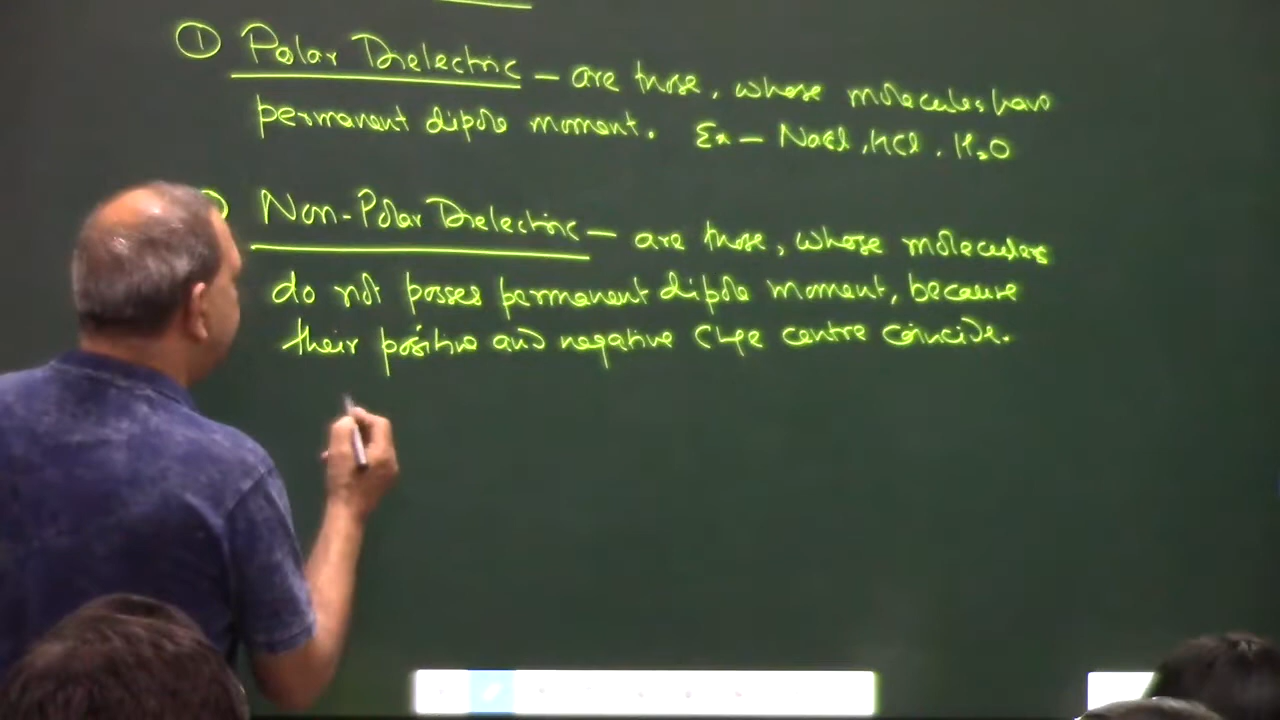 ① Polar Dielectric – are those, whose molecules have
permanent dipole moment. Ex – NaCl, HCl, H₂O
Non-Polar Dielectric – are those, whose molecules
do not posses permanent dipole moment, because
their positive and negative chge centre coincide.